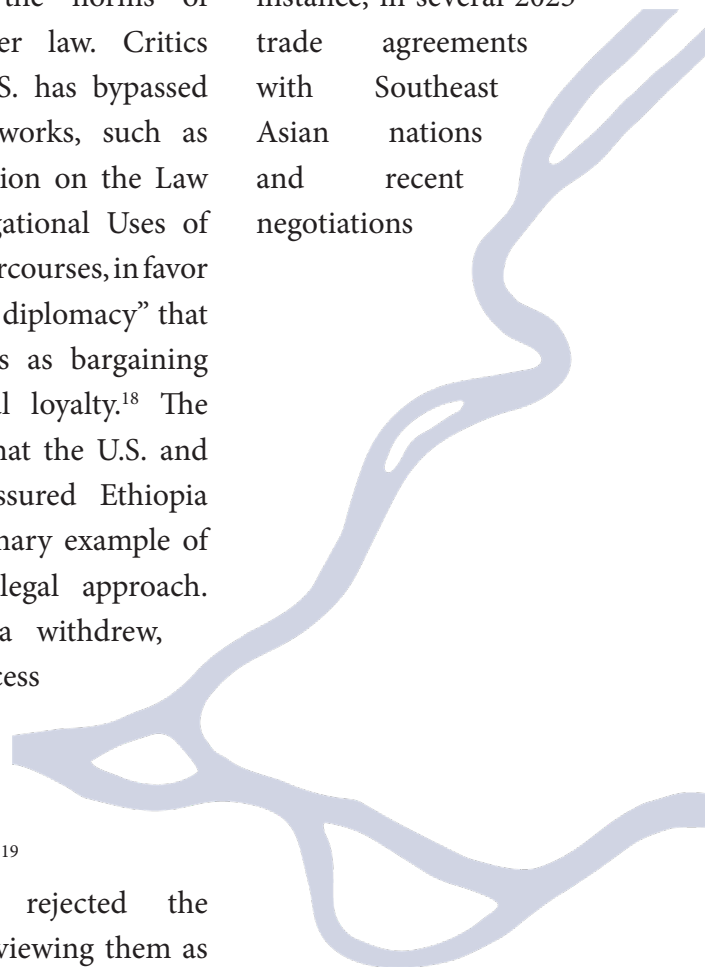 the norms of
er law. Critics
S. has bypassed
works, such as
ion on the Law
gational Uses of
rcourses, in favor
diplomacy” that
s as bargaining
l loyalty.18 The
hat the U.S. and
ssured Ethiopia
nary example of
legal approach.
a withdrew,
cess
19
rejected the
viewing them as
instance, in several 2025
trade agreements
with Southeast
Asian nations
and recent
negotiations